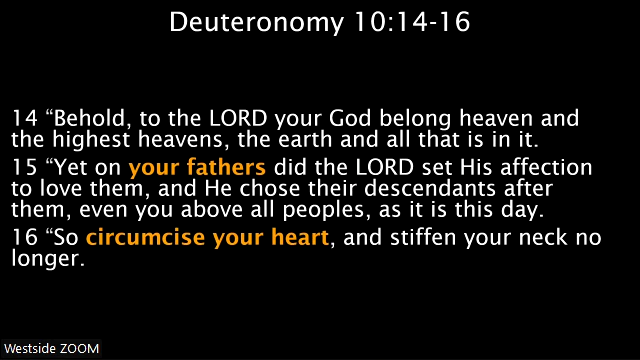 Deuteronomy 10:14-16
14 “Behold, to the LORD your God belong heaven and
the highest heavens, the earth and all that is in it.
15 “Yet on your fathers did the LORD set His affection
to love them, and He chose their descendants after
them, even you above all peoples, as it is this day.
16 “So circumcise your heart, and stiffen your neck no
longer.
Westside ZOOM